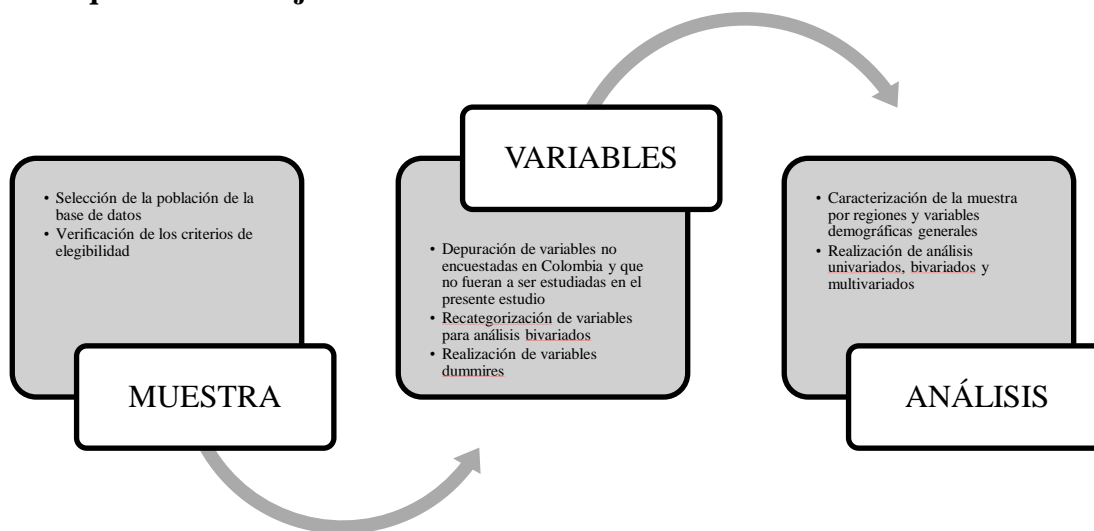 • Selección de la población de la
base de datos
• Verificación de los criterios de
elegibilidad
MUESTRA
VARIABLES
• Depuración de variables no
encuestadas en Colombia y que
no fueran a ser estudiadas en el
presente estudio
• Recategorización de variables
para análisis bivariados
• Realización de variables
dummires
• Caracterización de la muestra
por regiones y variables
demográficas generales
• Realización de análisis
univariados, bivariados y
multivariados
ANÁLISIS